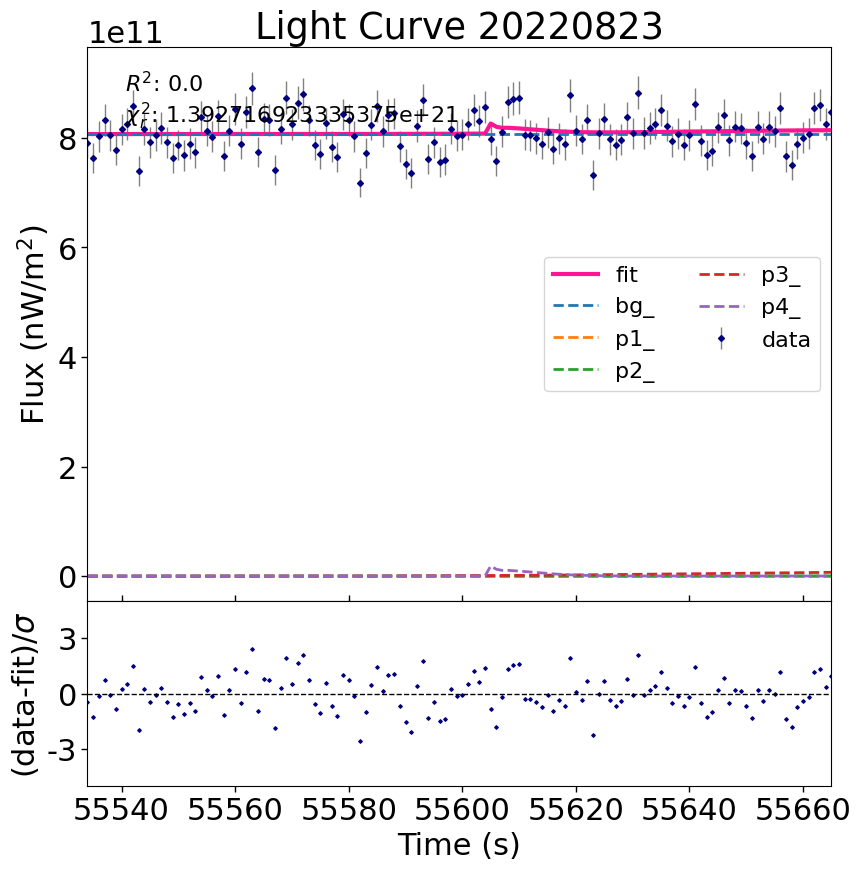 Light Curve 20220823
1e11
R²: 0.0
χ²ᵣ: 1.3927169233353375e+21
8
6
4
2
0
Flux (nW/m²)
fit
bg_
p1_
p2_
p3_
p4_
data
3
0
-3
(data-fit)/σ
55540 55560 55580 55600 55620 55640 55660
Time (s)